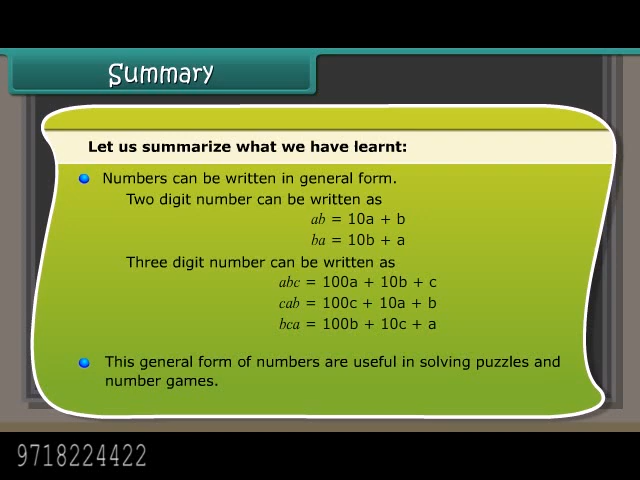 Summary
Let us summarize what we have learnt:
Numbers can be written in general form.
Two digit number can be written as
ab = 10a + b
ba = 10b + a
Three digit number can be written as
abc = 100a + 10b + c
cab = 100c + 10a + b
bca = 100b + 10c + a
This general form of numbers are useful in solving puzzles and
number games.
9718224422